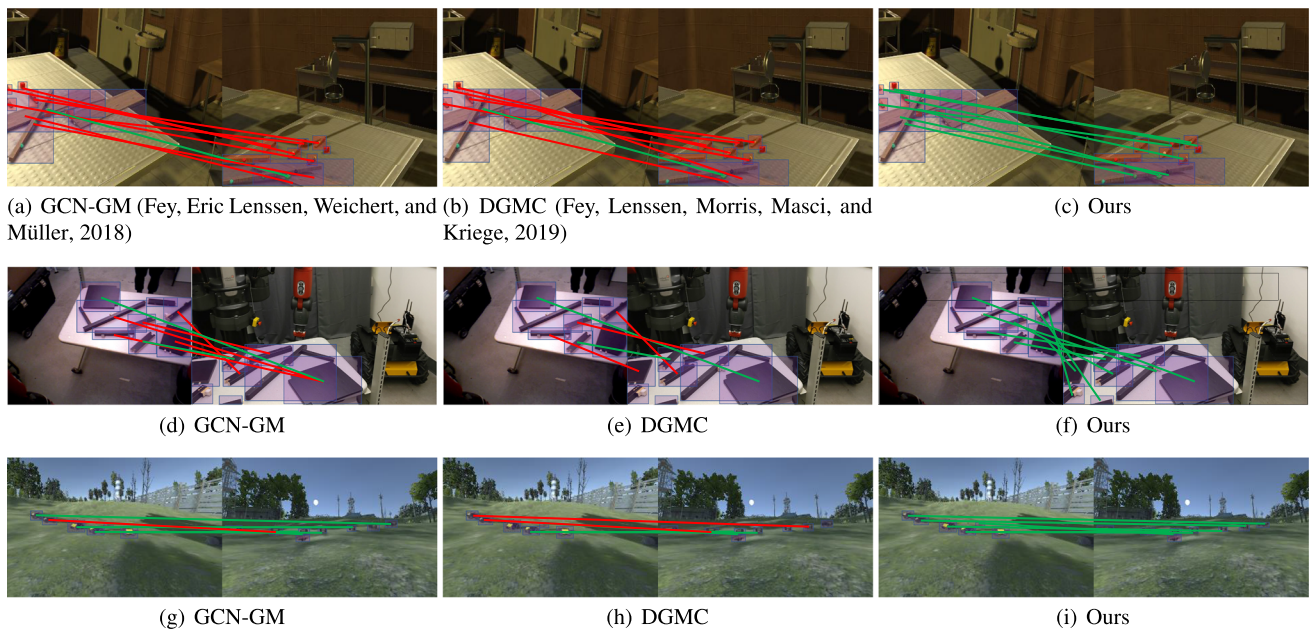 (a) GCN-GM (Fey, Eric Lenssen, Weichert, and
Müller, 2018)
(b) DGMC (Fey, Lenssen, Morris, Masci, and
Kriege, 2019)
(c) Ours
(d) GCN-GM
(e) DGMC
(f) Ours
(g) GCN-GM
(h) DGMC
(i) Ours